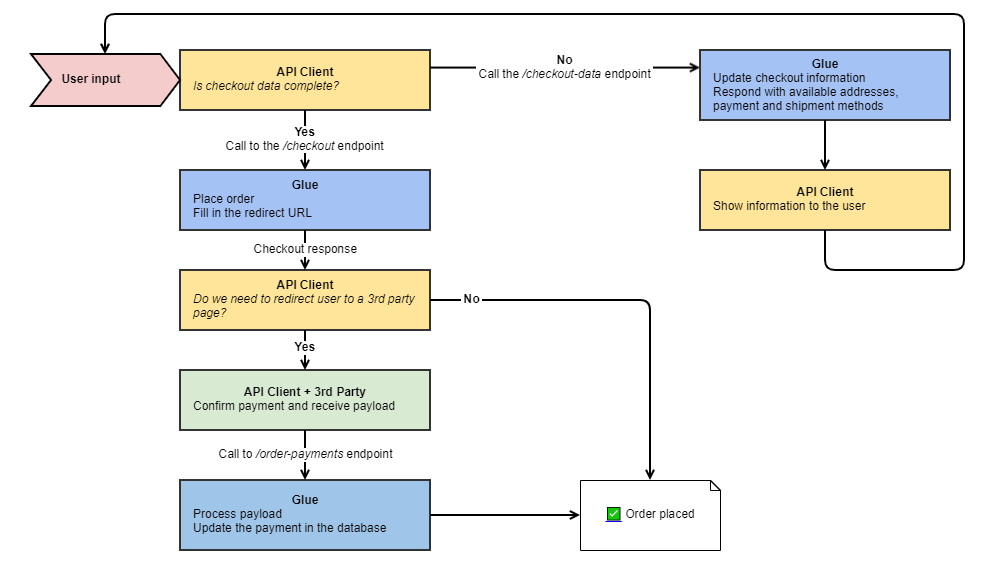 User input
API Client
Is checkout data complete?
No
Call the /checkout-data endpoint
Glue
Update checkout information
Respond with available addresses,
payment and shipment methods
Yes
Call to the /checkout endpoint
API Client
Show information to the user
Glue
Place order
Fill in the redirect URL
Checkout response
API Client
Do we need to redirect user to a 3rd party
page?
No
Yes
API Client + 3rd Party
Confirm payment and receive payload
Call to /order-payments endpoint
Glue
Process payload
Update the payment in the database
✅ Order placed